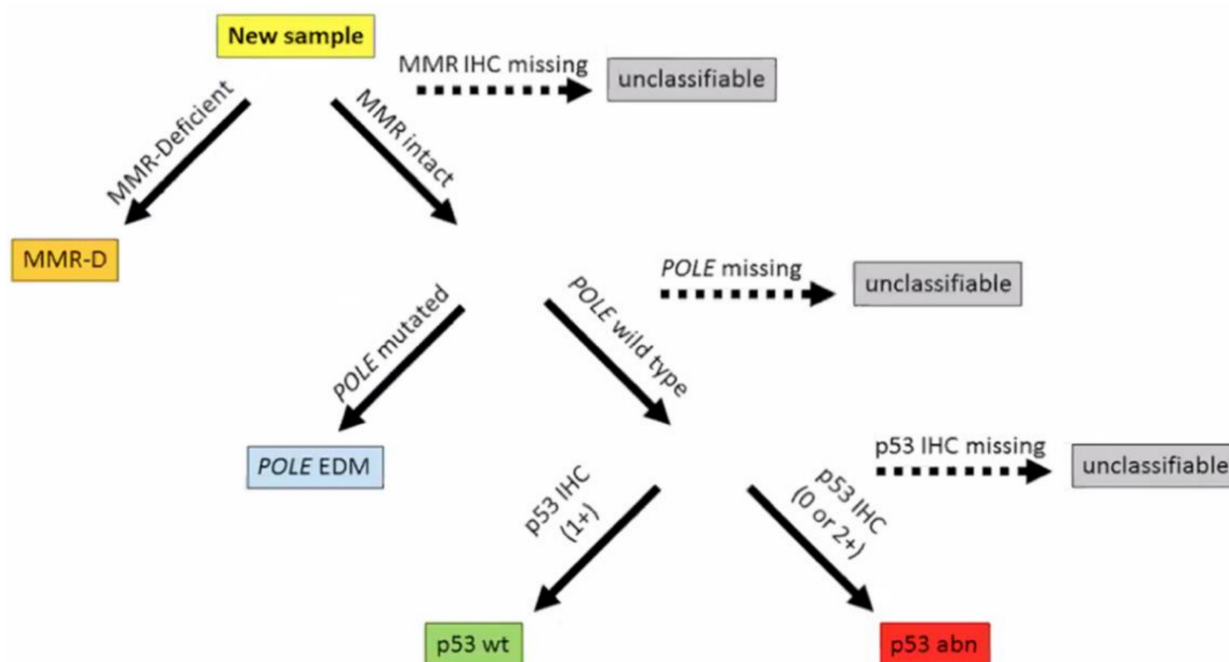 New sample
MMR IHC missing
unclassifiable
MMR-Deficient
MMR intact
MMR-D
POLE missing
unclassifiable
POLE mutated
POLE wild type
POLE EDM
p53 IHC missing
unclassifiable
p53 IHC
(1+)
p53 IHC
(0 or 2+)
p53 wt
p53 abn